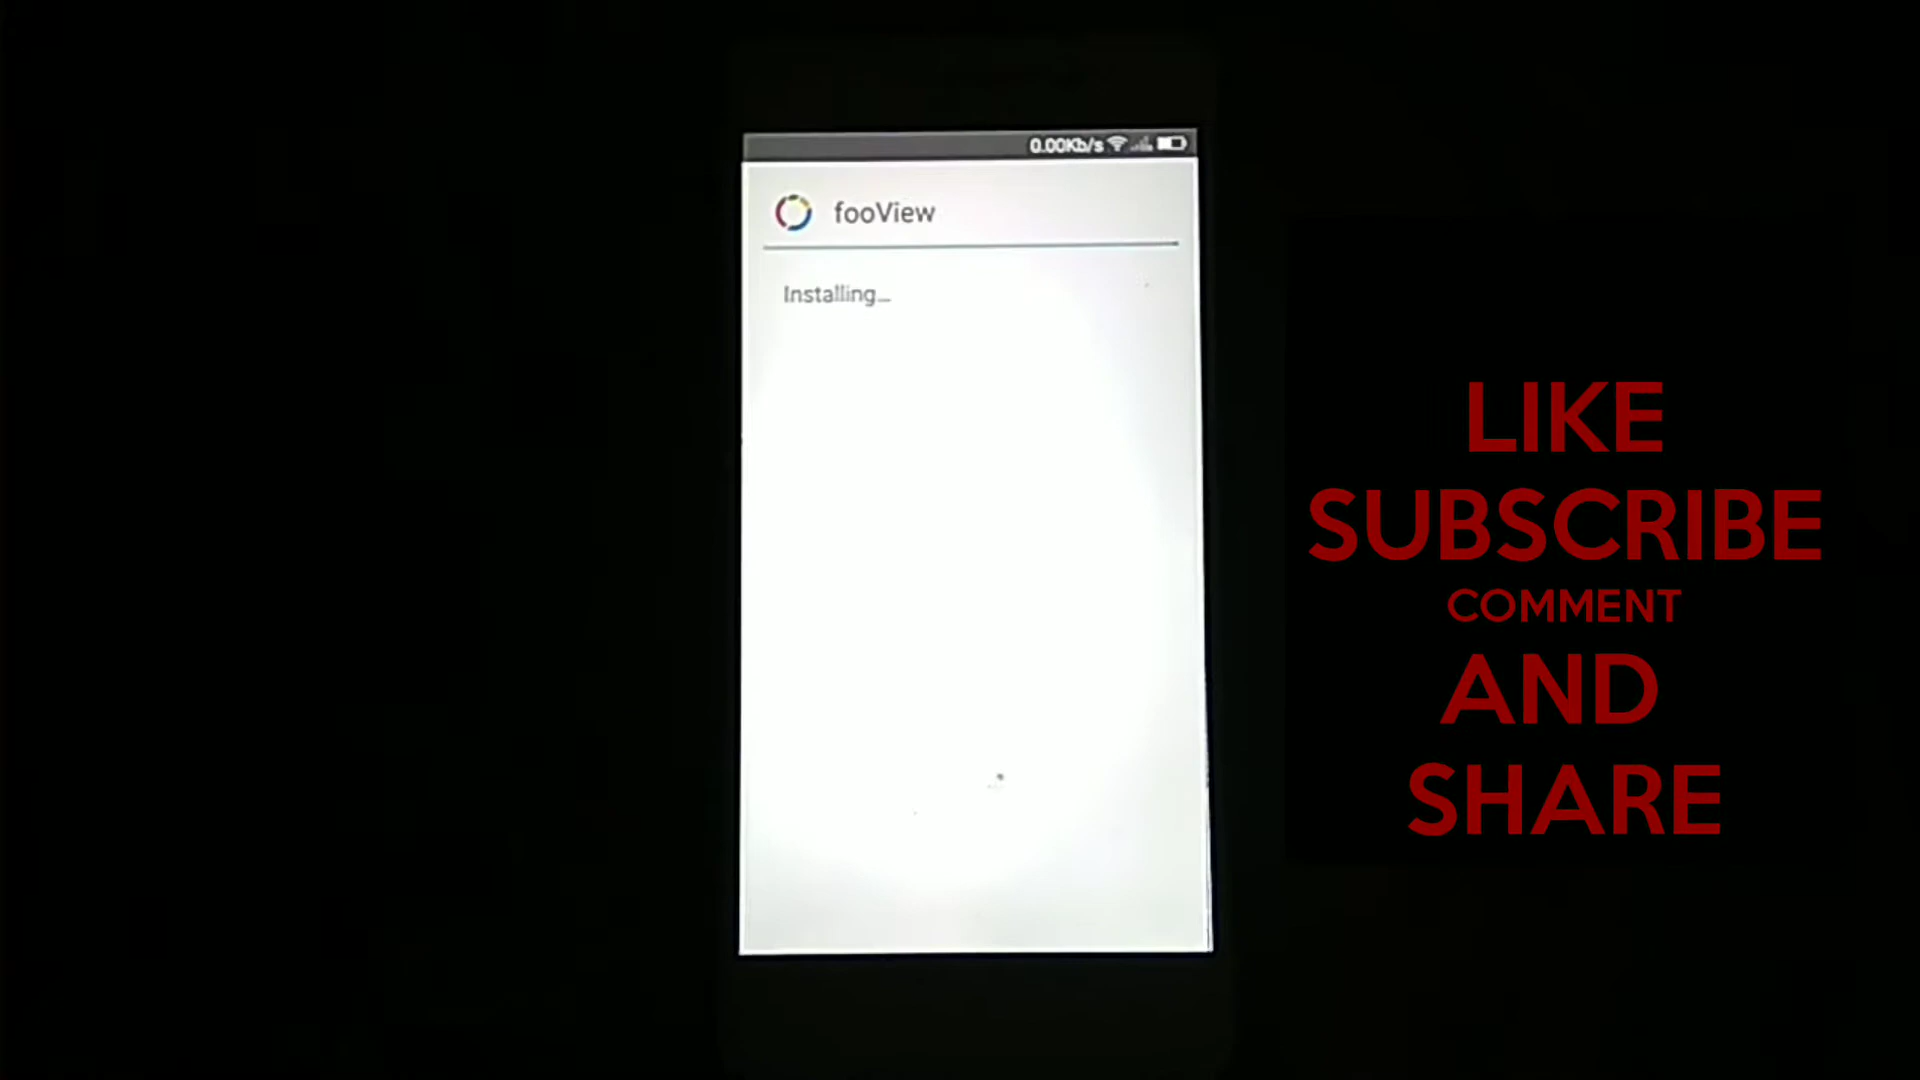 0.00Kb/s
fooView
Installing...
LIKE
SUBSCRIBE
COMMENT
AND
SHARE